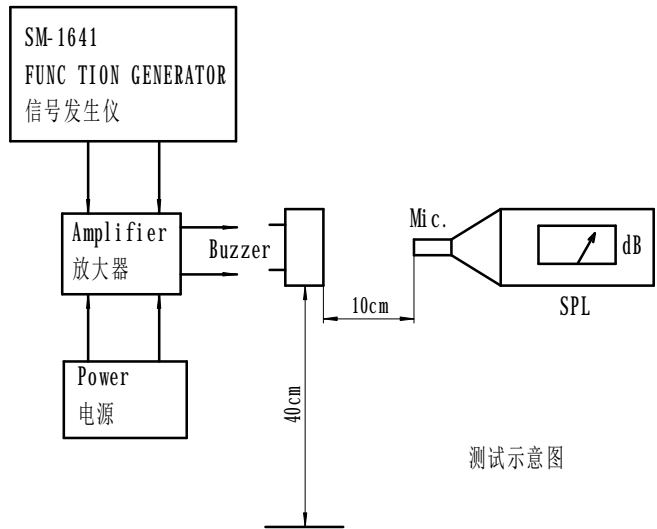 SM-1641
FUNC TION GENERATOR
信号发生仪
Amplifier
放大器
Buzzer
Mic.
dB
SPL
10cm
40cm
Power
电源
测试示意图